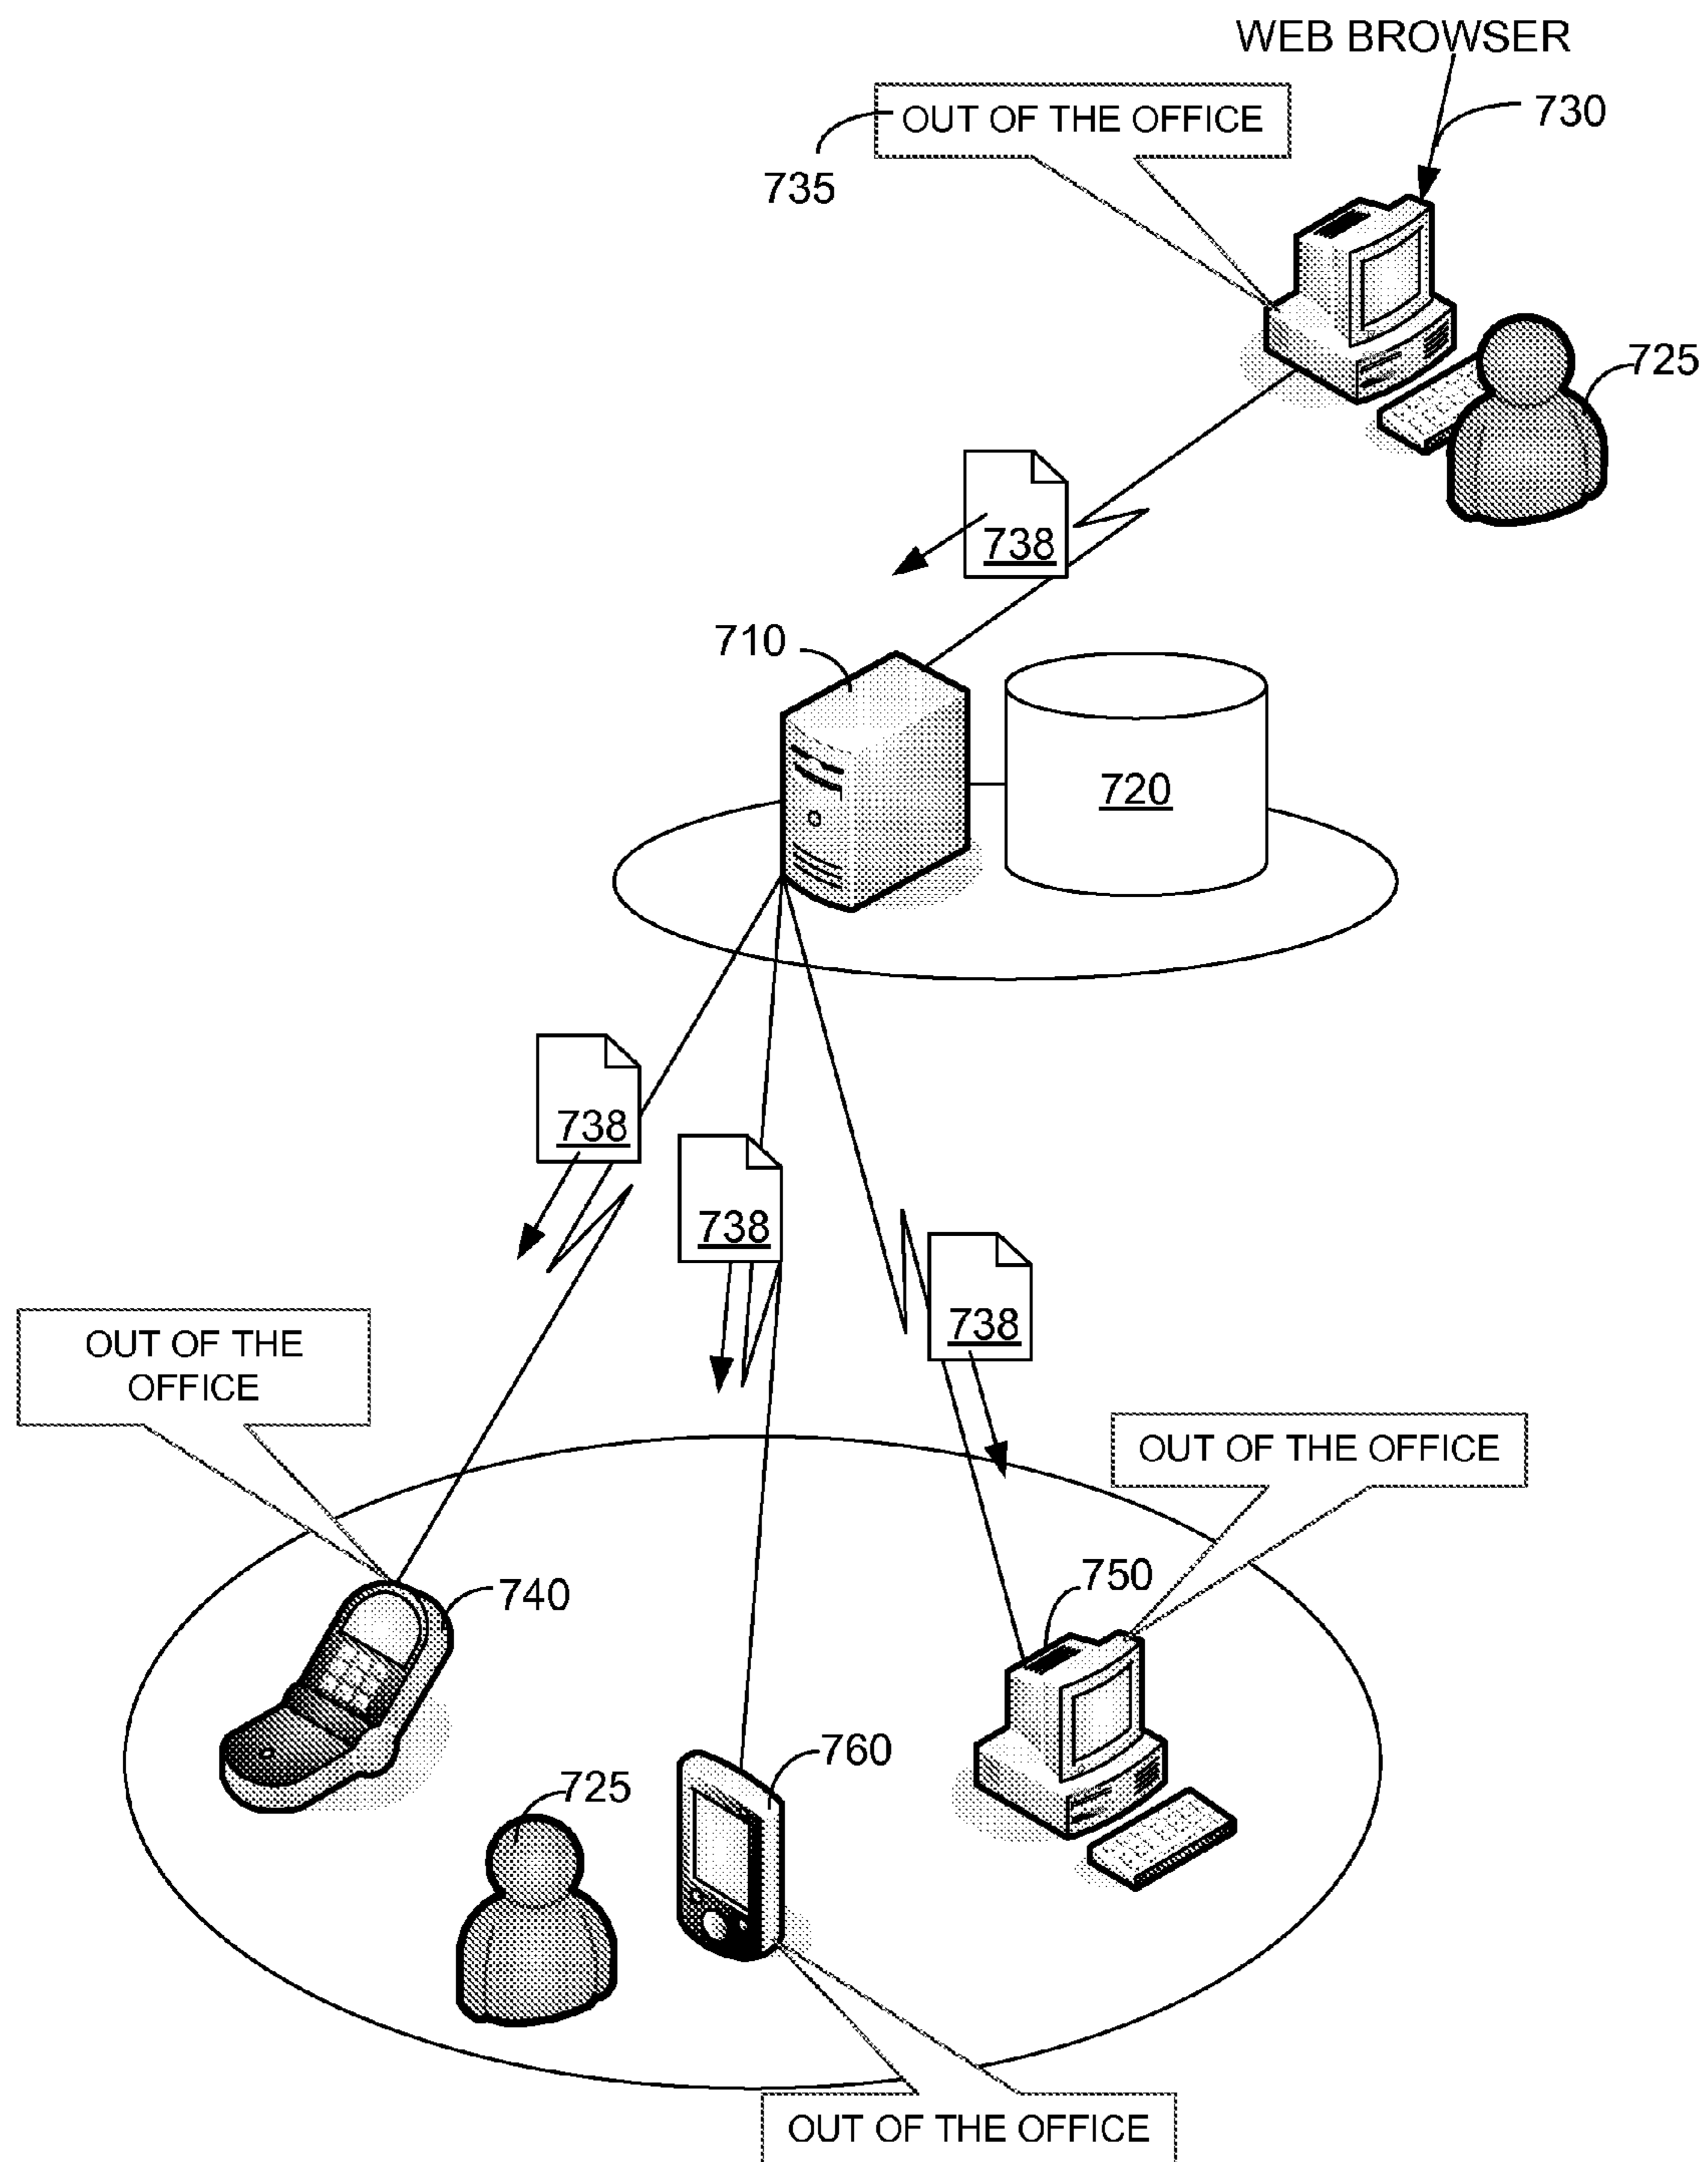 WEB BROWSER
OUT OF THE OFFICE
730
735
725
738
710
720
738
738
738
OUT OF THE
OFFICE
OUT OF THE OFFICE
750
740
760
725
OUT OF THE OFFICE